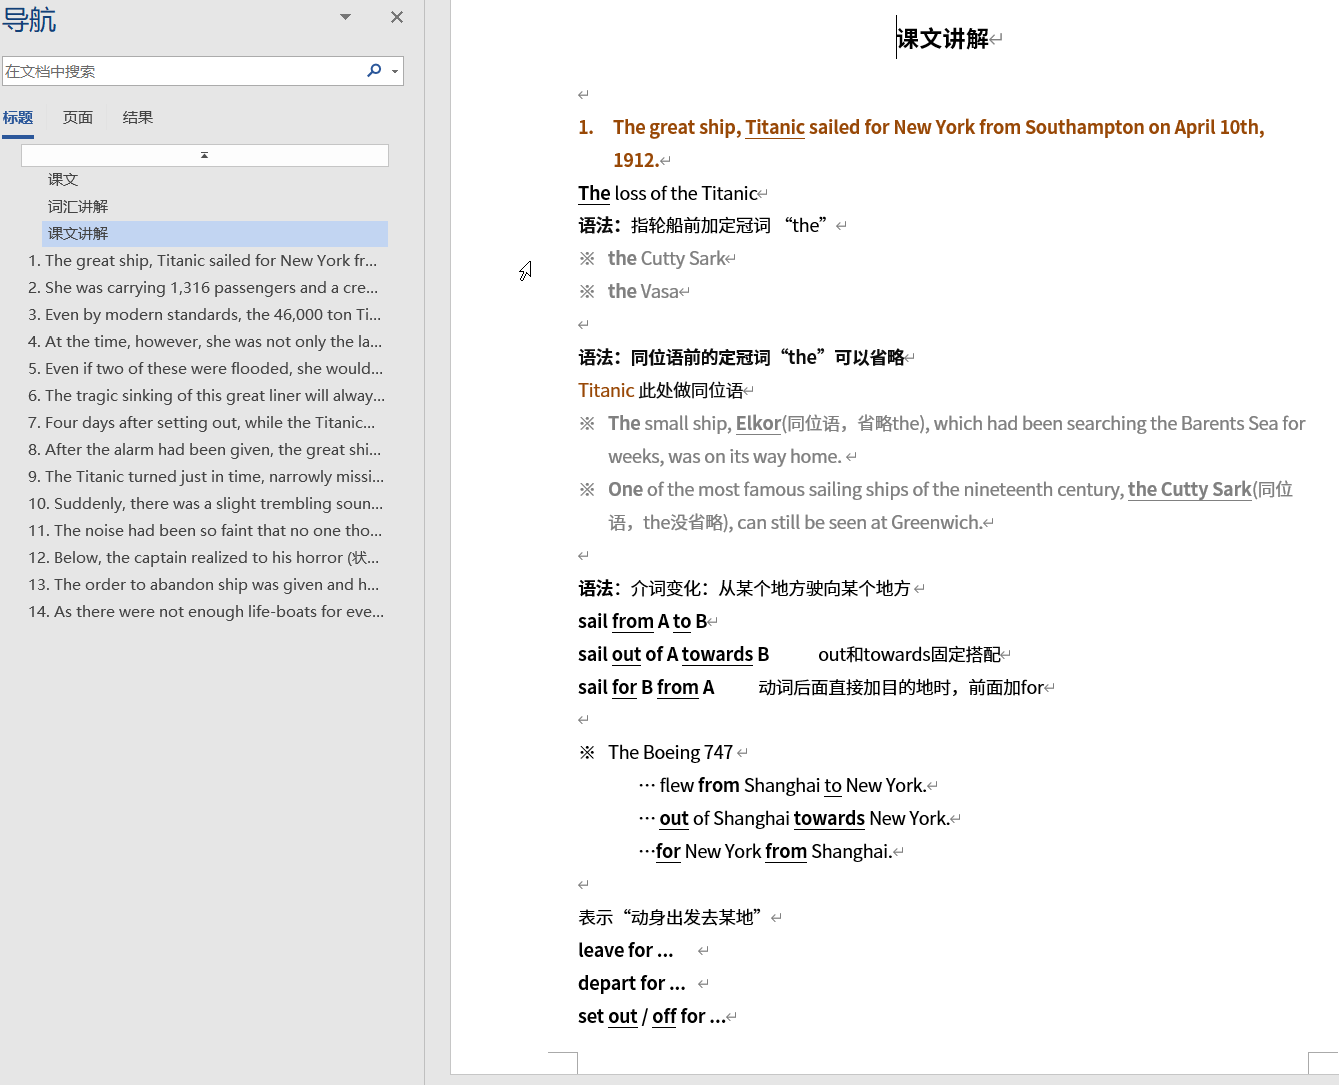 导航
在文档中搜索
标题 页面 结果
课文
词汇讲解
课文讲解
1. The great ship, Titanic sailed for New York fr...
2. She was carrying 1,316 passengers and a cre...
3. Even by modern standards, the 46,000 ton Ti...
4. At the time, however, she was not only the la...
5. Even if two of these were flooded, she would...
6. The tragic sinking of this great liner will alway...
7. Four days after setting out, while the Titanic...
8. After the alarm had been given, the great shi...
9. The Titanic turned just in time, narrowly missi...
10. Suddenly, there was a slight trembling soun...
11. The noise had been so faint that no one tho...
12. Below, the captain realized to his horror (状...
13. The order to abandon ship was given and h...
14. As there were not enough life-boats for eve...
课文讲解
1. The great ship, Titanic sailed for New York from Southampton on April 10th,
1912.
The loss of the Titanic
语法：指轮船前加定冠词 “the”
※ the Cutty Sark
※ the Vasa
语法：同位语前的定冠词“the”可以省略
Titanic 此处做同位语
※ The small ship, Elkor(同位语，省略the), which had been searching the Barents Sea for
weeks, was on its way home.
※ One of the most famous sailing ships of the nineteenth century, the Cutty Sark(同位
语，the没省略), can still be seen at Greenwich.
语法：介词变化：从某个地方驶向某个地方
sail from A to B
sail out of A towards B out和towards固定搭配
sail for B from A 动词后面直接加目的地时，前面加for
※ The Boeing 747
… flew from Shanghai to New York.
… out of Shanghai towards New York.
…for New York from Shanghai.
表示“动身出发去某地”
leave for ...
depart for ...
set out / off for ...